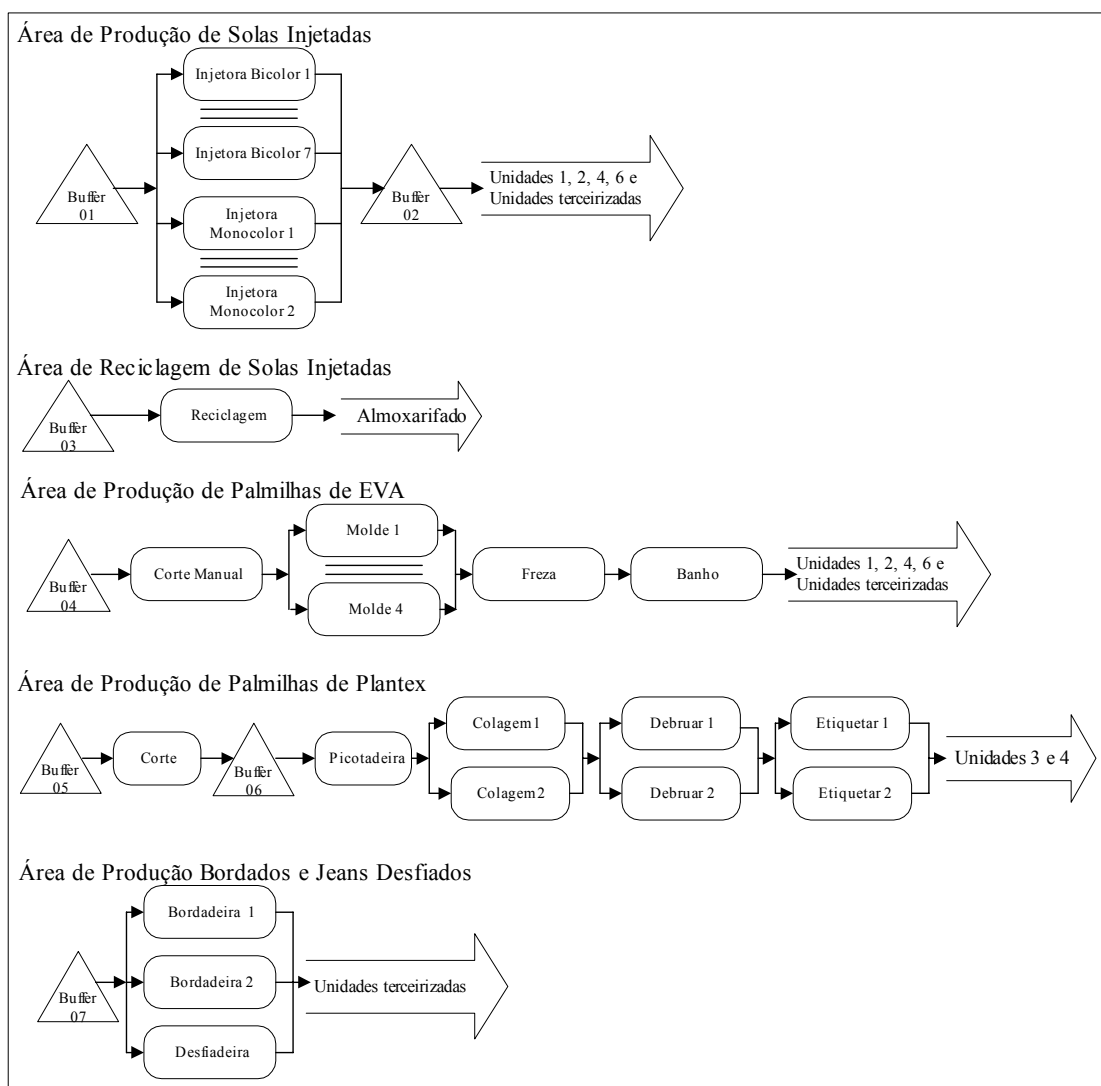 Área de Produção de Solas Injetadas
Injetora Bicolor 1
Injetora Bicolor 7
Buffer
01
Injetora
Monocolor 1
Injetora
Monocolor 2
Buffer
02
Unidades 1, 2, 4, 6 e
Unidades terceirizadas
Área de Reciclagem de Solas Injetadas
Buffer
03
Reciclagem
Almoxarifado
Área de Produção de Palmilhas de EVA
Buffer
04
Corte Manual
Molde 1
Molde 4
Freza
Banho
Unidades 1, 2, 4, 6 e
Unidades terceirizadas
Área de Produção de Palmilhas de Plantex
Buffer
05
Corte
Buffer
06
Picotadeira
Colagem 1
Colagem 2
Debruar 1
Debruar 2
Etiquetar 1
Etiquetar 2
Unidades 3 e 4
Área de Produção Bordados e Jeans Desfiados
Buffer
07
Bordadeira 1
Bordadeira 2
Desfiadeira
Unidades terceirizadas